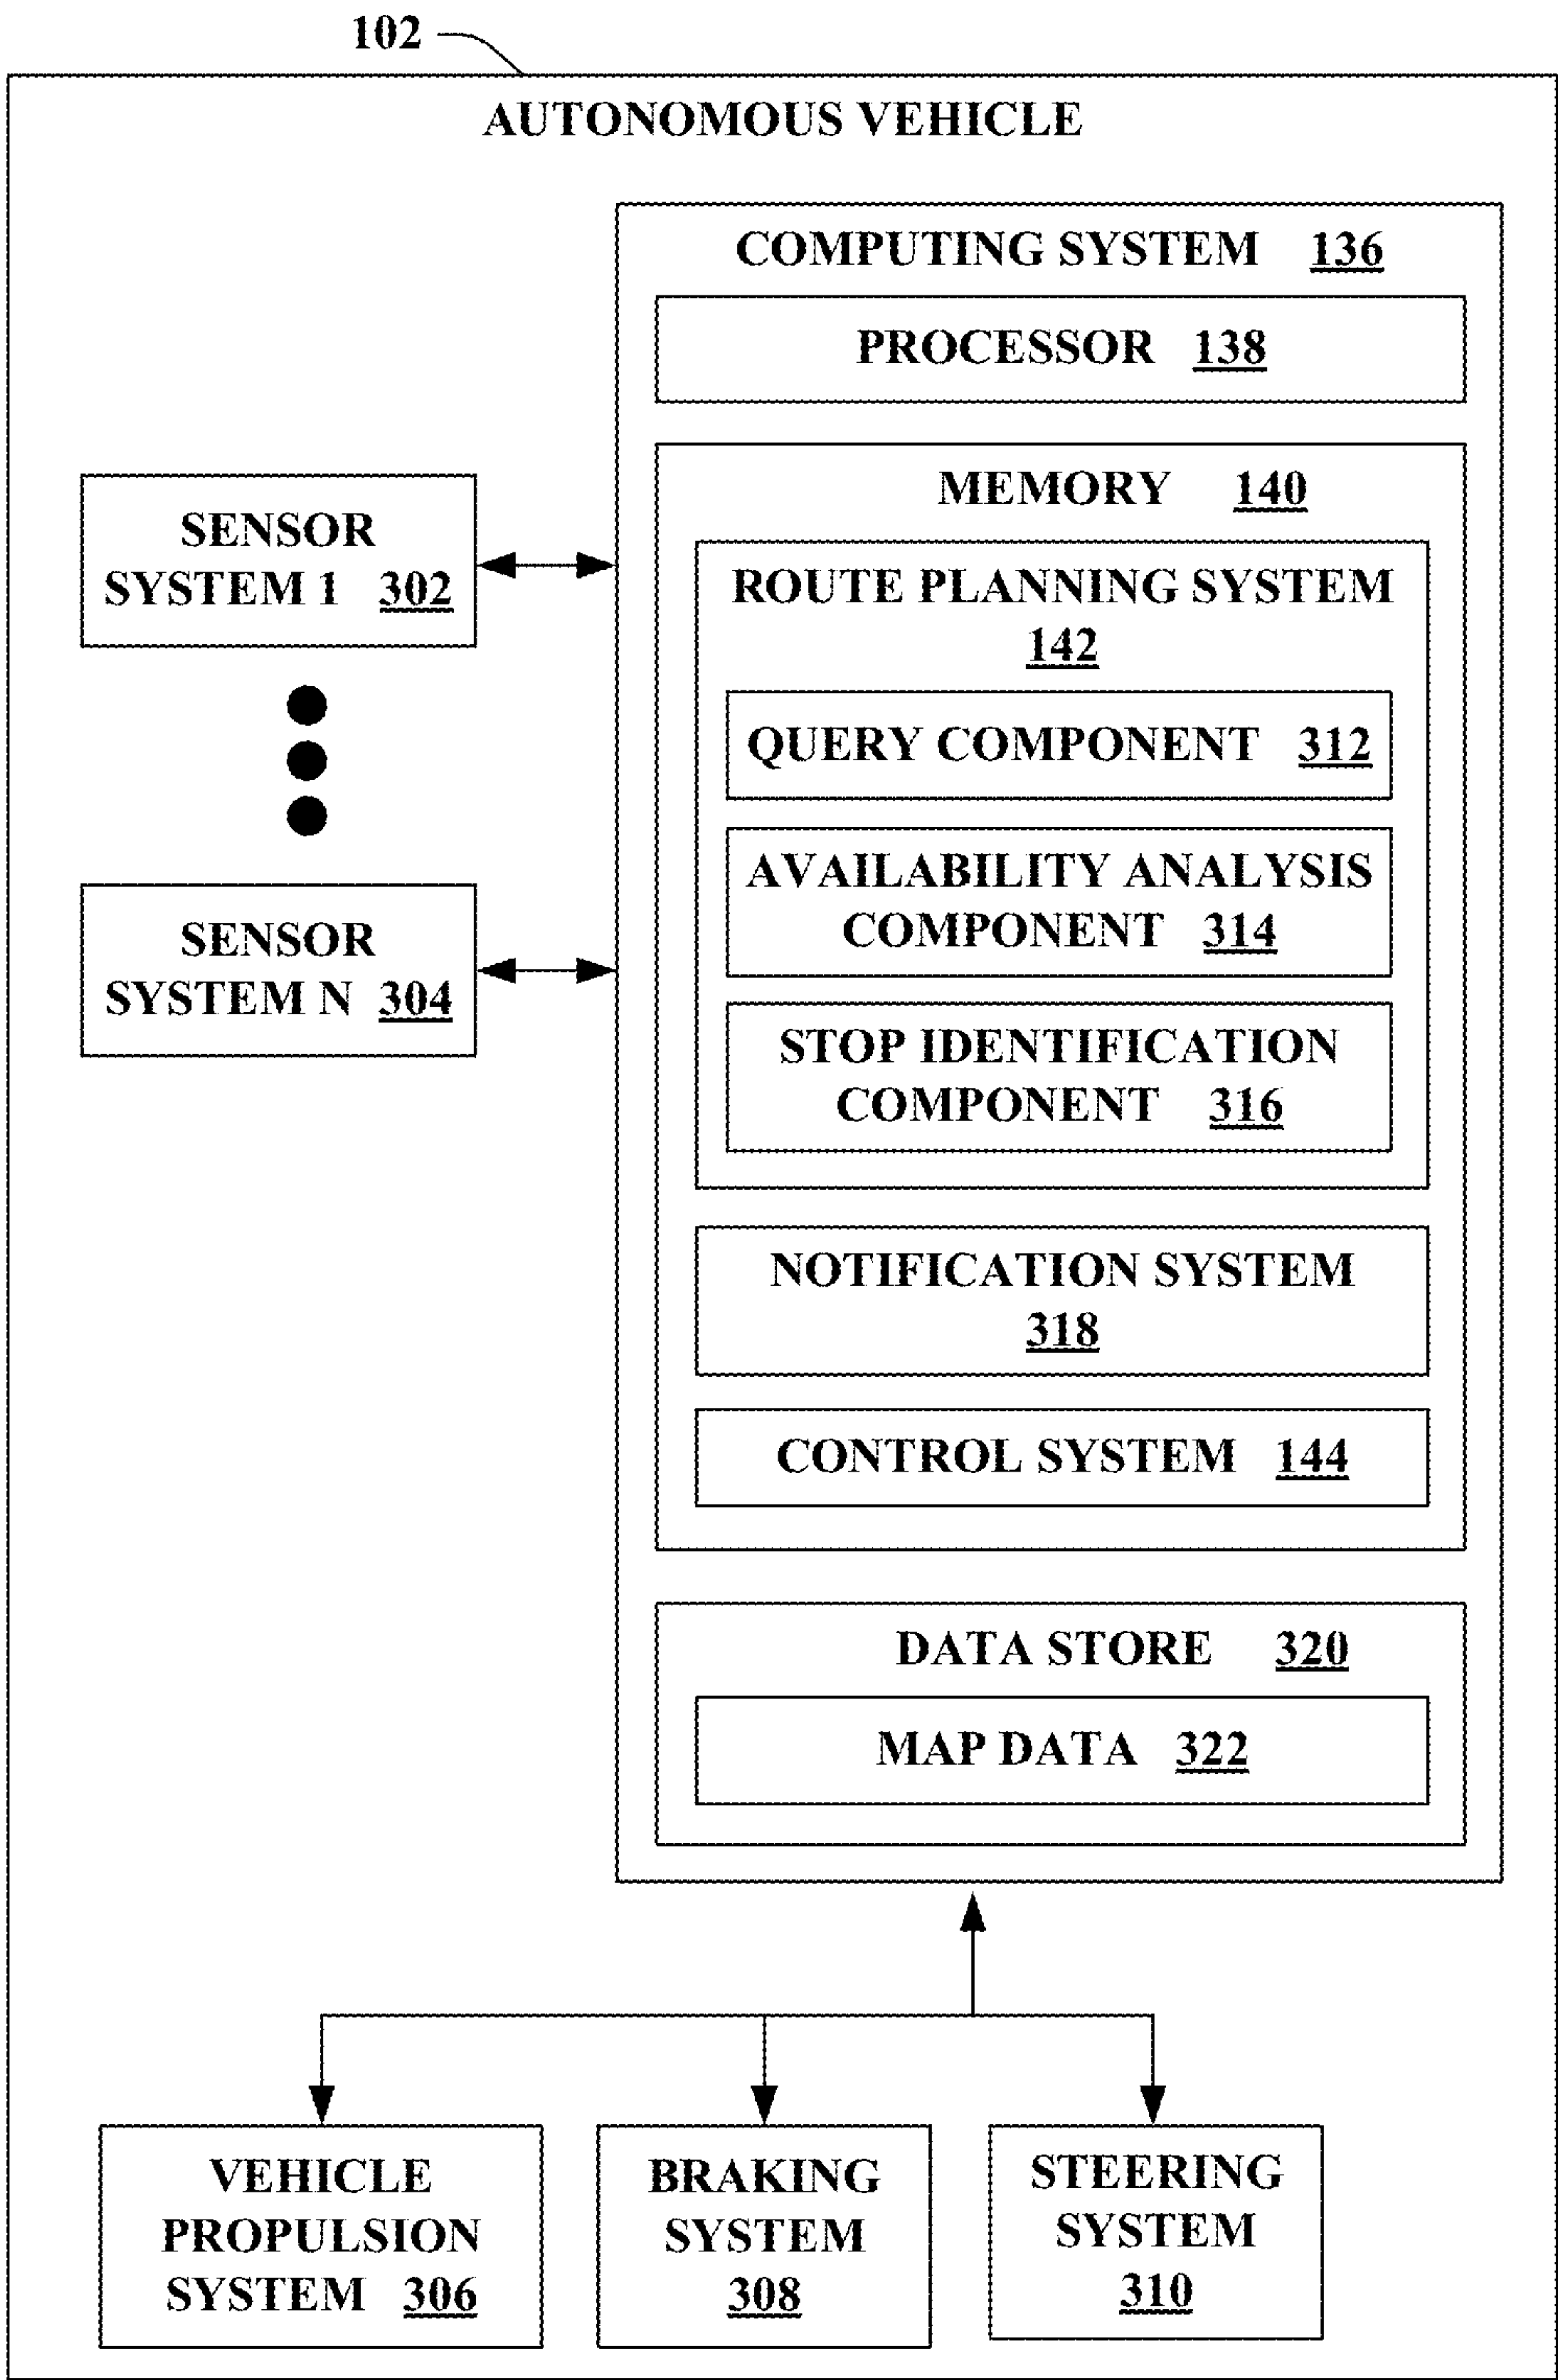 102
AUTONOMOUS VEHICLE
COMPUTING SYSTEM 136
PROCESSOR 138
MEMORY 140
ROUTE PLANNING SYSTEM
142
QUERY COMPONENT 312
AVAILABILITY ANALYSIS
COMPONENT 314
STOP IDENTIFICATION
COMPONENT 316
NOTIFICATION SYSTEM
318
CONTROL SYSTEM 144
DATA STORE 320
MAP DATA 322
SENSOR
SYSTEM 1 302
SENSOR
SYSTEM N 304
VEHICLE
PROPULSION
SYSTEM 306
BRAKING
SYSTEM
308
STEERING
SYSTEM
310